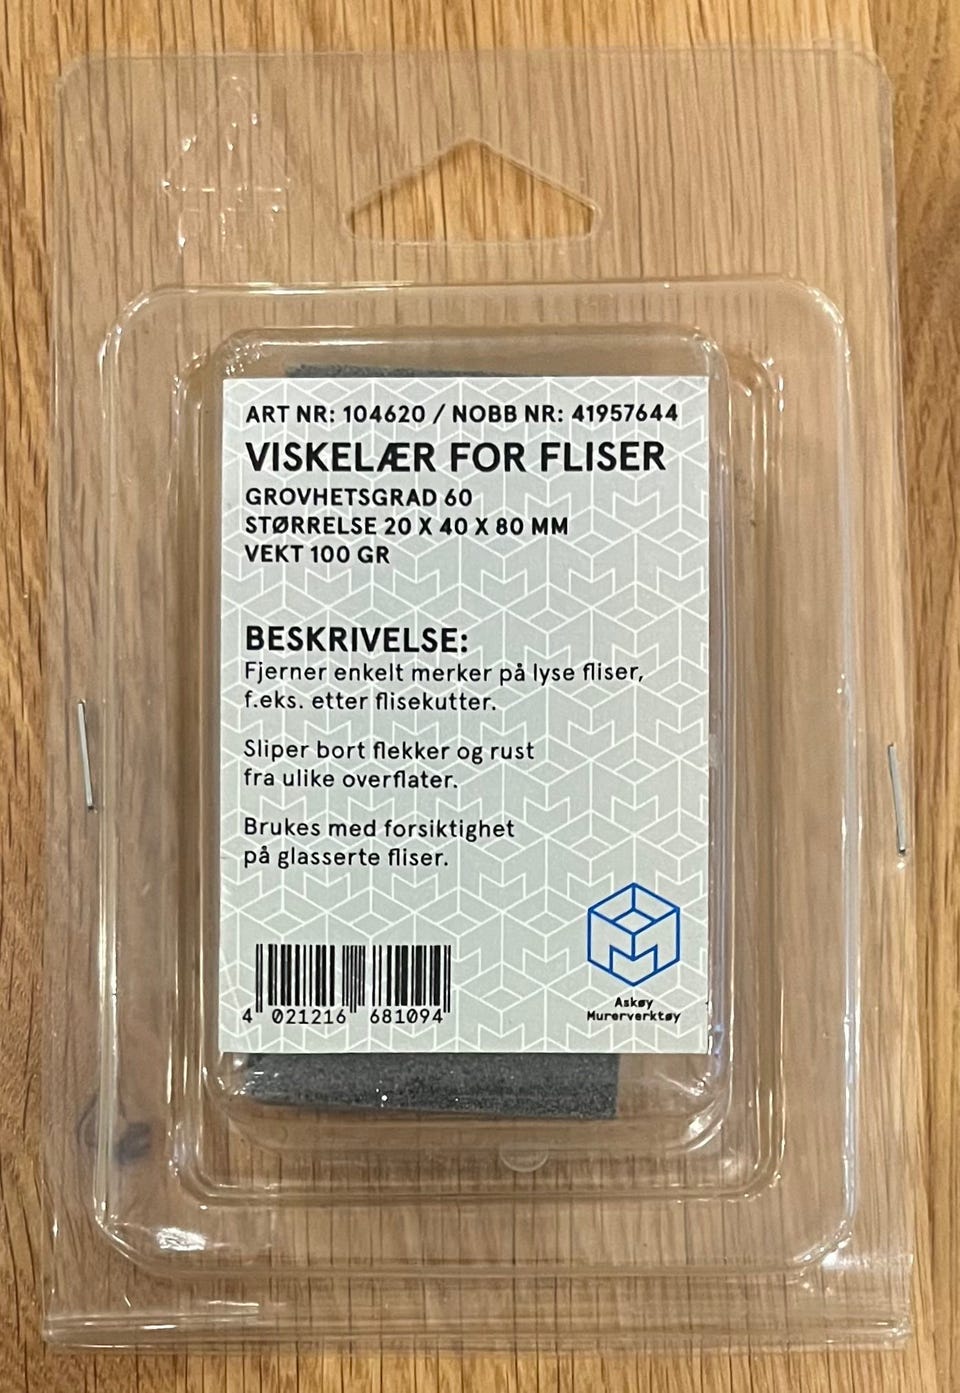 ART NR: 104620 / NOBB NR: 41957644
VISKELÆR FOR FLISER
GROVHETSGRAD 60
STØRRELSE 20 X 40 X 80 MM
VEKT 100 GR
BESKRIVELSE:
Fjerner enkelt merker på lyse fliser,
f.eks. etter flisekutter.
Sliper bort flekker og rust
fra ulike overflater.
Brukes med forsiktighet
på glasserte fliser.
4 021216 681094
Askøy
Murerverktøy